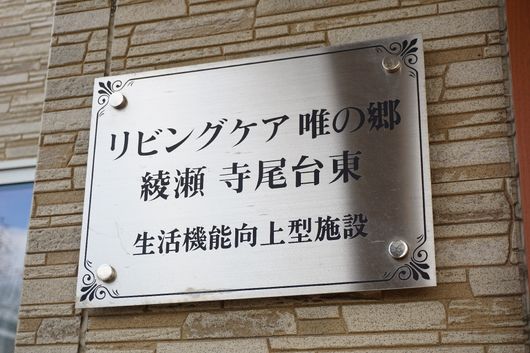 リビングケア 唯の郷
綾瀬 寺尾台東
生活機能向上型施設